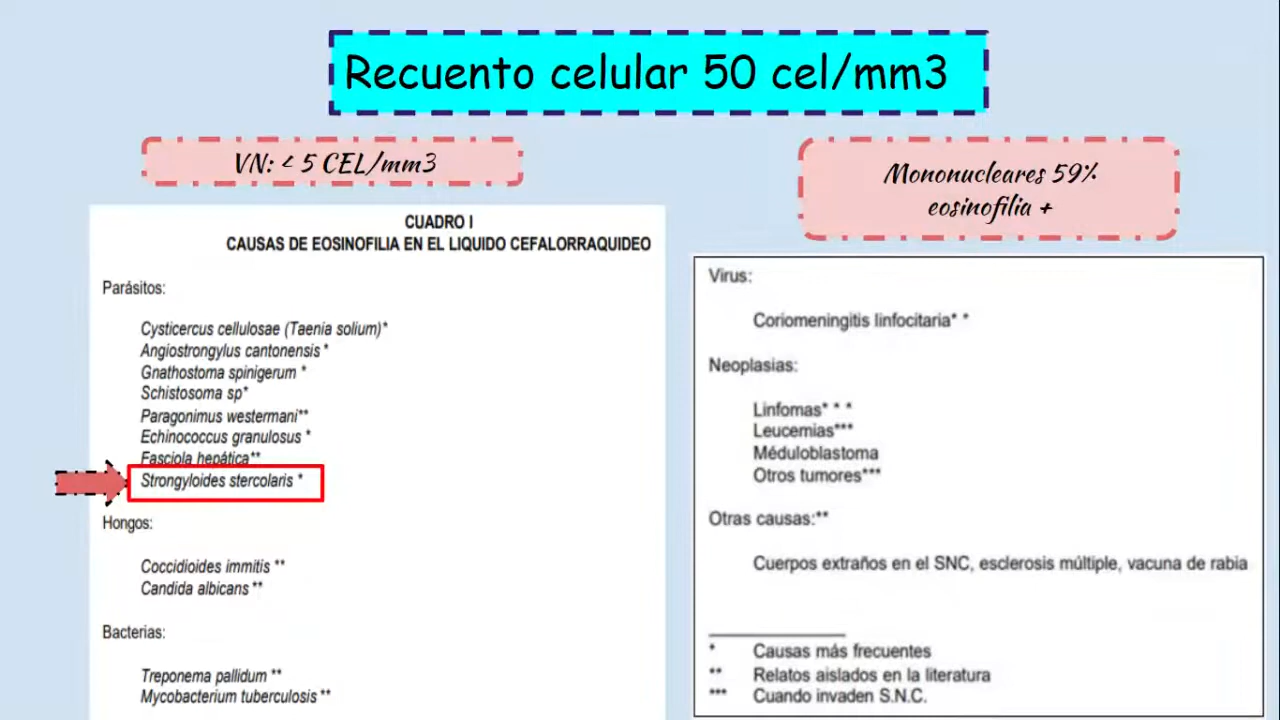 Recuento celular 50 cel/mm3
VN: < 5 CEL/mm3
Mononucleares 59%
eosinofilia +
CUADRO I
CAUSAS DE EOSINOFILIA EN EL LIQUIDO CEFALORRAQUIDEO
Parásitos:
Cysticercus cellulosae (Taenia solium)*
Angiostrongylus cantonensis *
Gnathostoma spinigerum *
Schistosoma sp*
Paragonimus westermani**
Echinococcus granulosus *
Fasciola hepática**
Strongyloides stercolaris *
Hongos:
Coccidioides immitis **
Candida albicans **
Bacterias:
Treponema pallidum **
Mycobacterium tuberculosis **
Virus:
Coriomeningitis linfocitaria* *
Neoplasias:
Linfomas* * *
Leucemias***
Méduloblastoma
Otros tumores***
Otras causas:**
Cuerpos extraños en el SNC, esclerosis múltiple, vacuna de rabia
* Causas más frecuentes
** Relatos aislados en la literatura
*** Cuando invaden S.N.C.